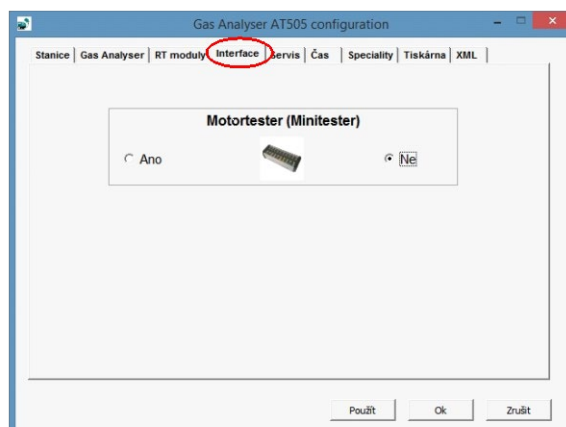 Gas Analyser AT505 configuration
Stanice Gas Analyser RT moduly Interface Servis Čas Speciality Tiskárna XML
Motortester (Minitester)
Ano Ne
Použít Ok Zrušit